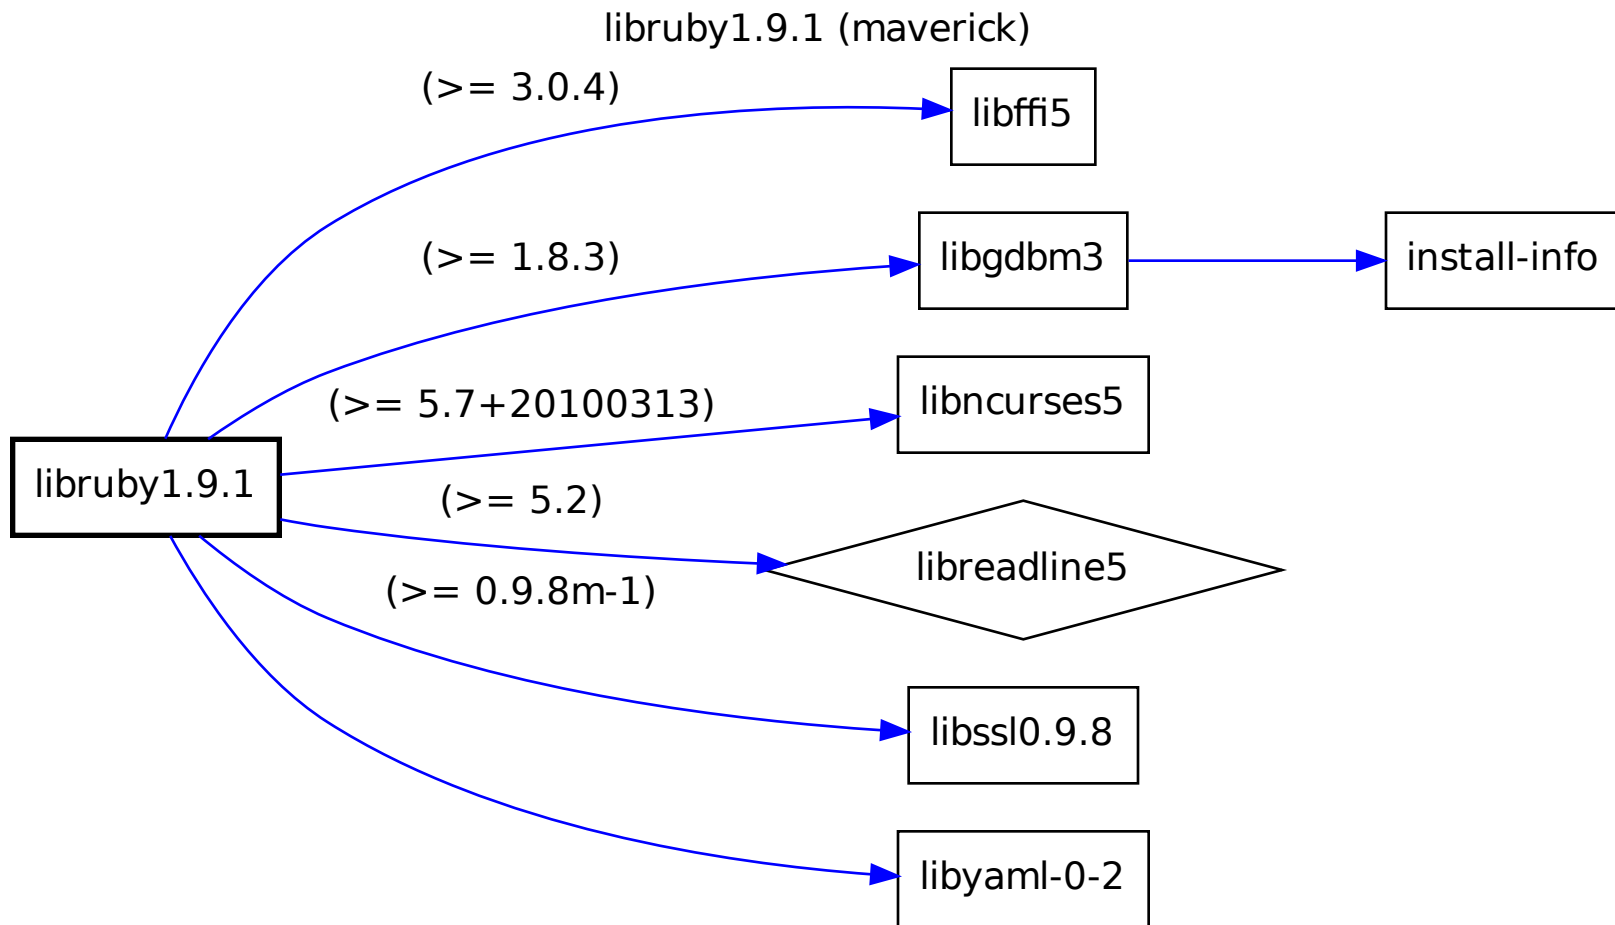 libruby1.9.1 (maverick)
(>= 3.0.4)
libffi5
(>= 1.8.3)
libgdbm3
install-info
(>= 5.7+20100313)
libncurses5
libruby1.9.1
(>= 5.2)
libreadline5
(>= 0.9.8m-1)
libssl0.9.8
libyaml-0-2